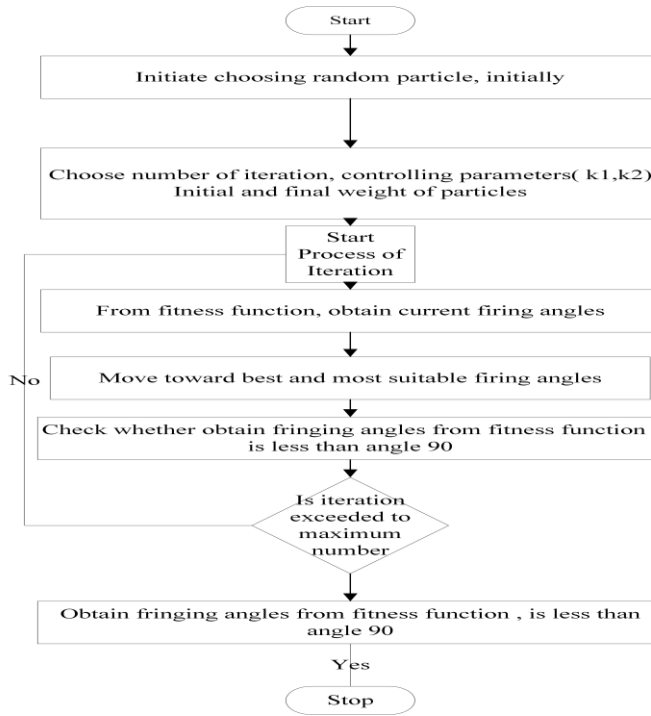 Start
Initiate choosing random particle, initially
Choose number of iteration, controlling parameters( k1,k2)
Initial and final weight of particles
Start
Process of
Iteration
From fitness function, obtain current firing angles
No
Move toward best and most suitable firing angles
Check whether obtain fringing angles from fitness function
is less than angle 90
Is iteration
exceeded to
maximum
number
Obtain fringing angles from fitness function , is less than
angle 90
Yes
Stop